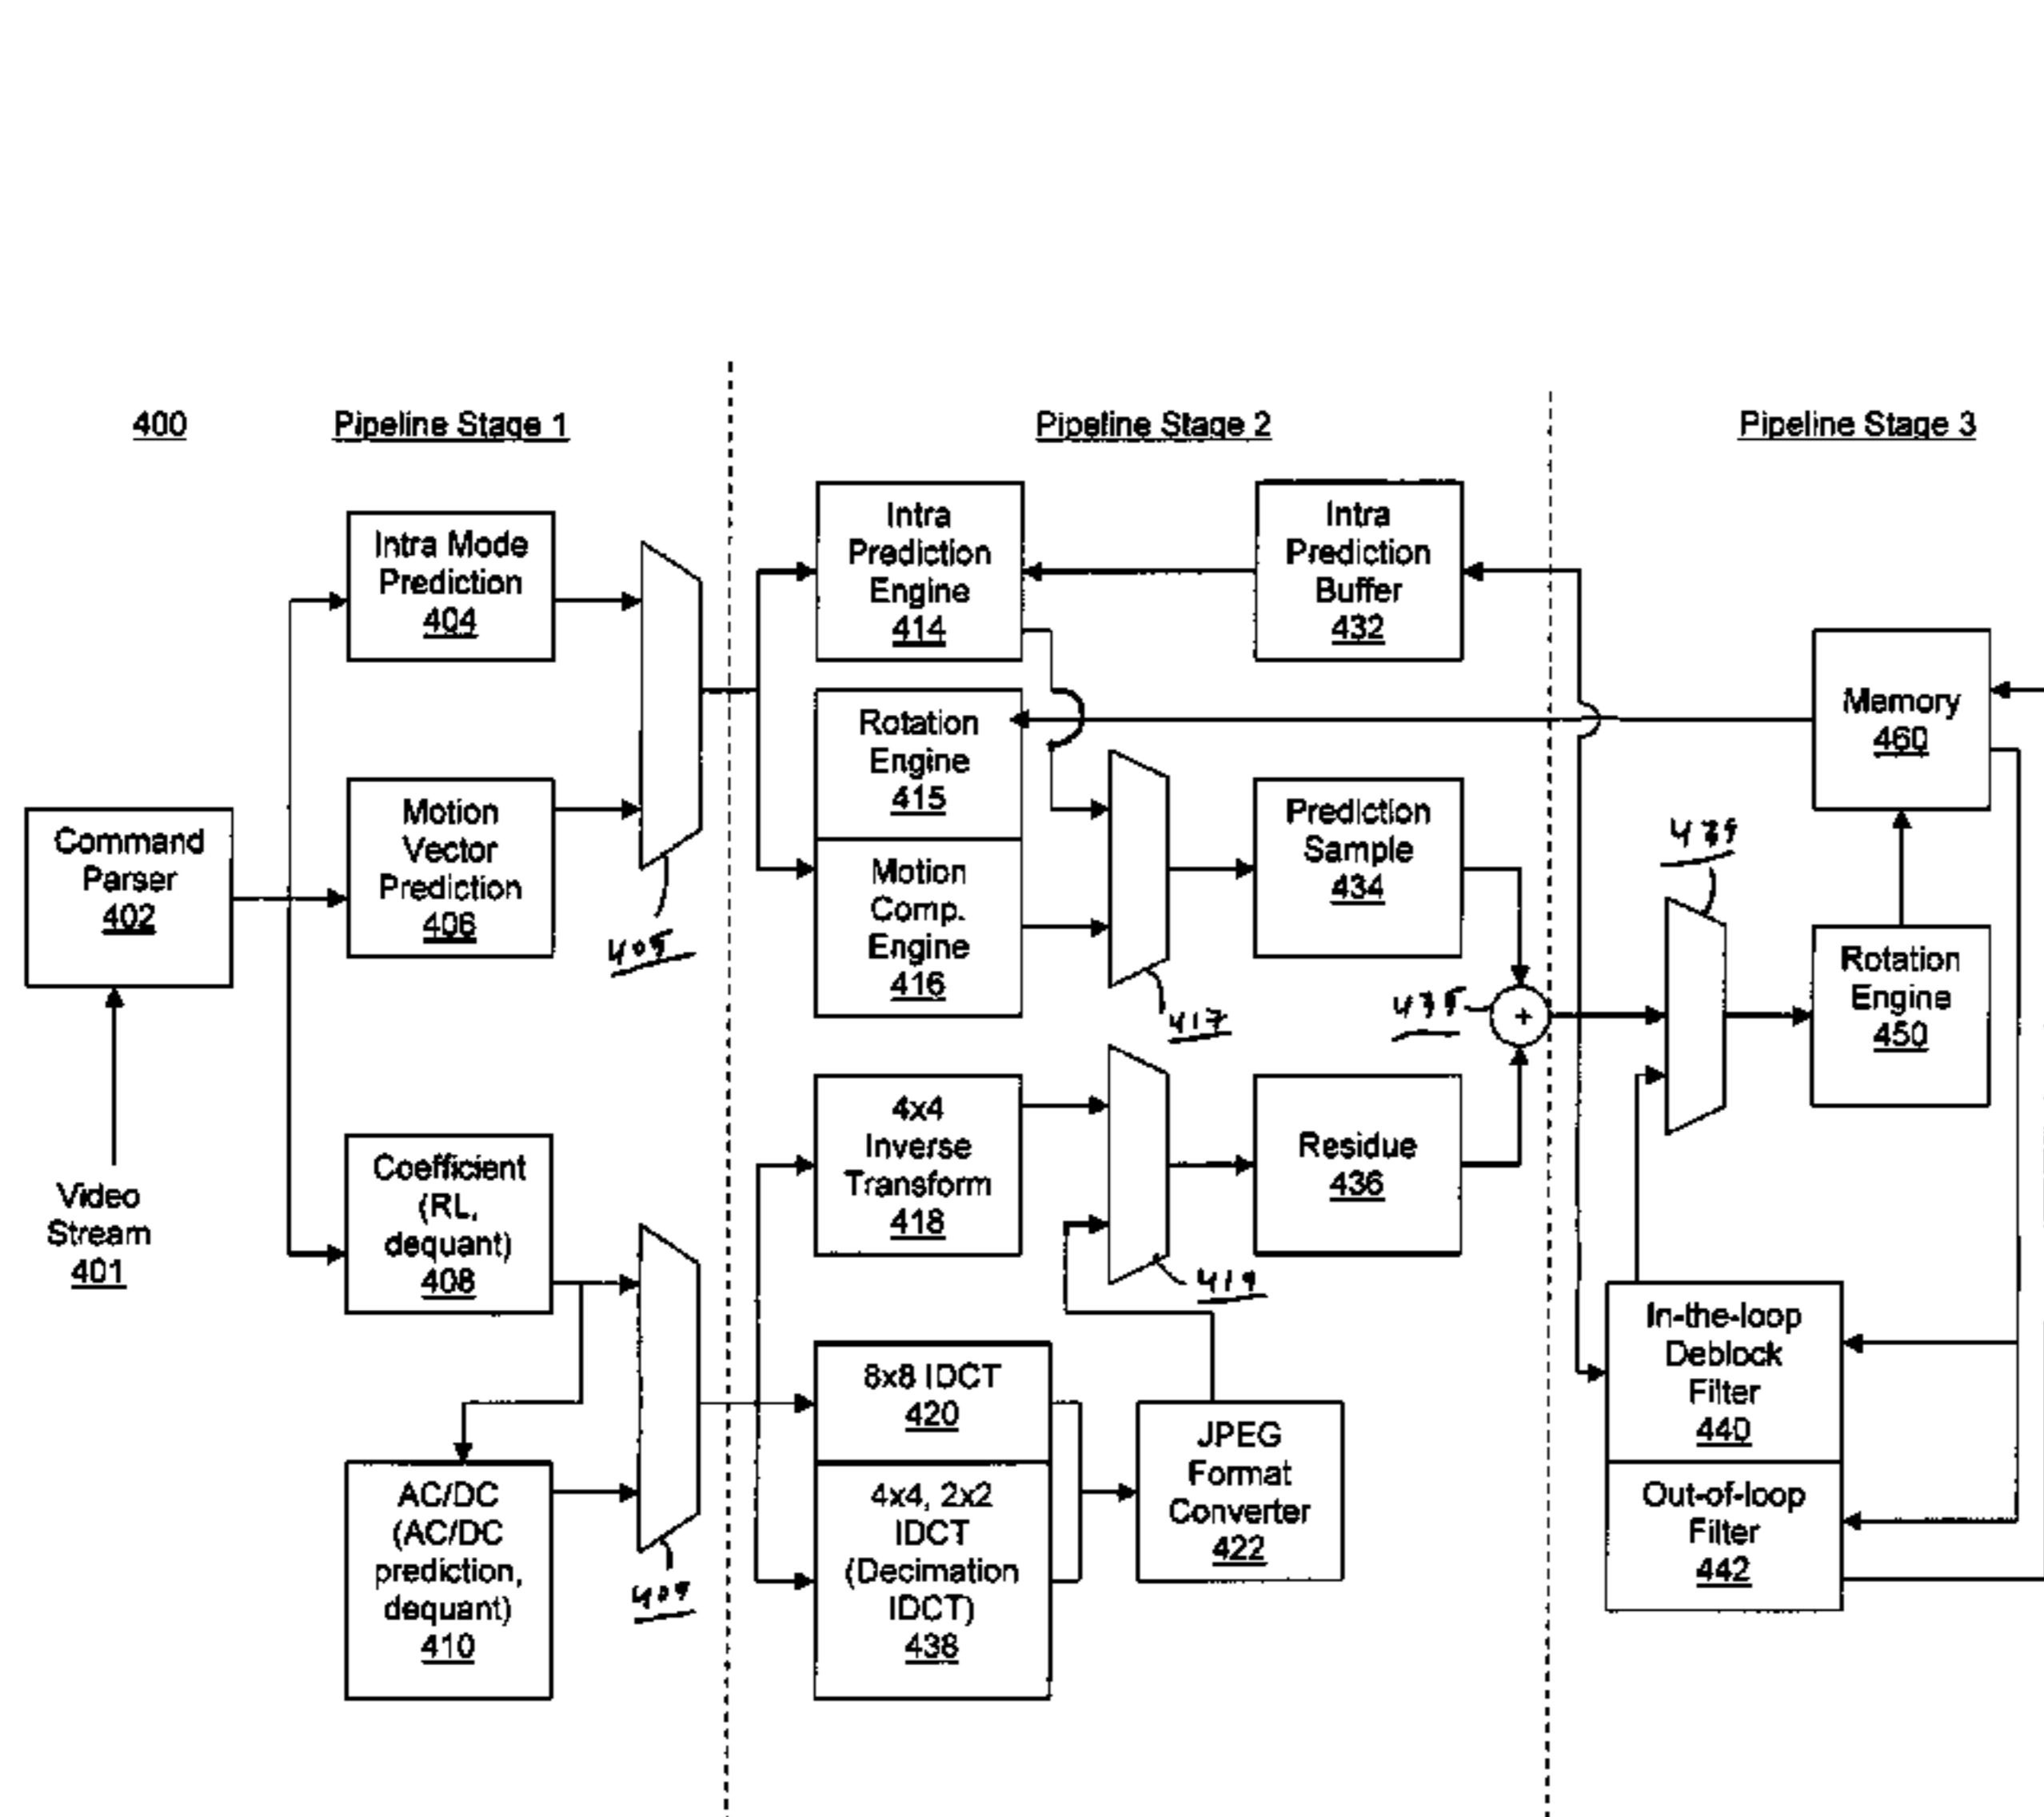 400
Pipeline Stage 1
Pipeline Stage 2
Pipeline Stage 3
Intra Mode
Prediction
404
Motion
Vector
Prediction
406
Command
Parser
402
Video
Stream
401
Coefficient
(RL,
dequant)
408
AC/DC
(AC/DC
prediction,
dequant)
410
405
409
Intra
Prediction
Engine
414
Intra
Prediction
Buffer
432
Rotation
Engine
415
Motion
Comp.
Engine
416
417
Prediction
Sample
434
435
4x4
Inverse
Transform
418
419
Residue
436
8x8 IDCT
420
4x4, 2x2
IDCT
(Decimation
IDCT)
438
JPEG
Format
Converter
422
Memory
460
Rotation
Engine
450
In-the-loop
Deblock
Filter
440
Out-of-loop
Filter
442